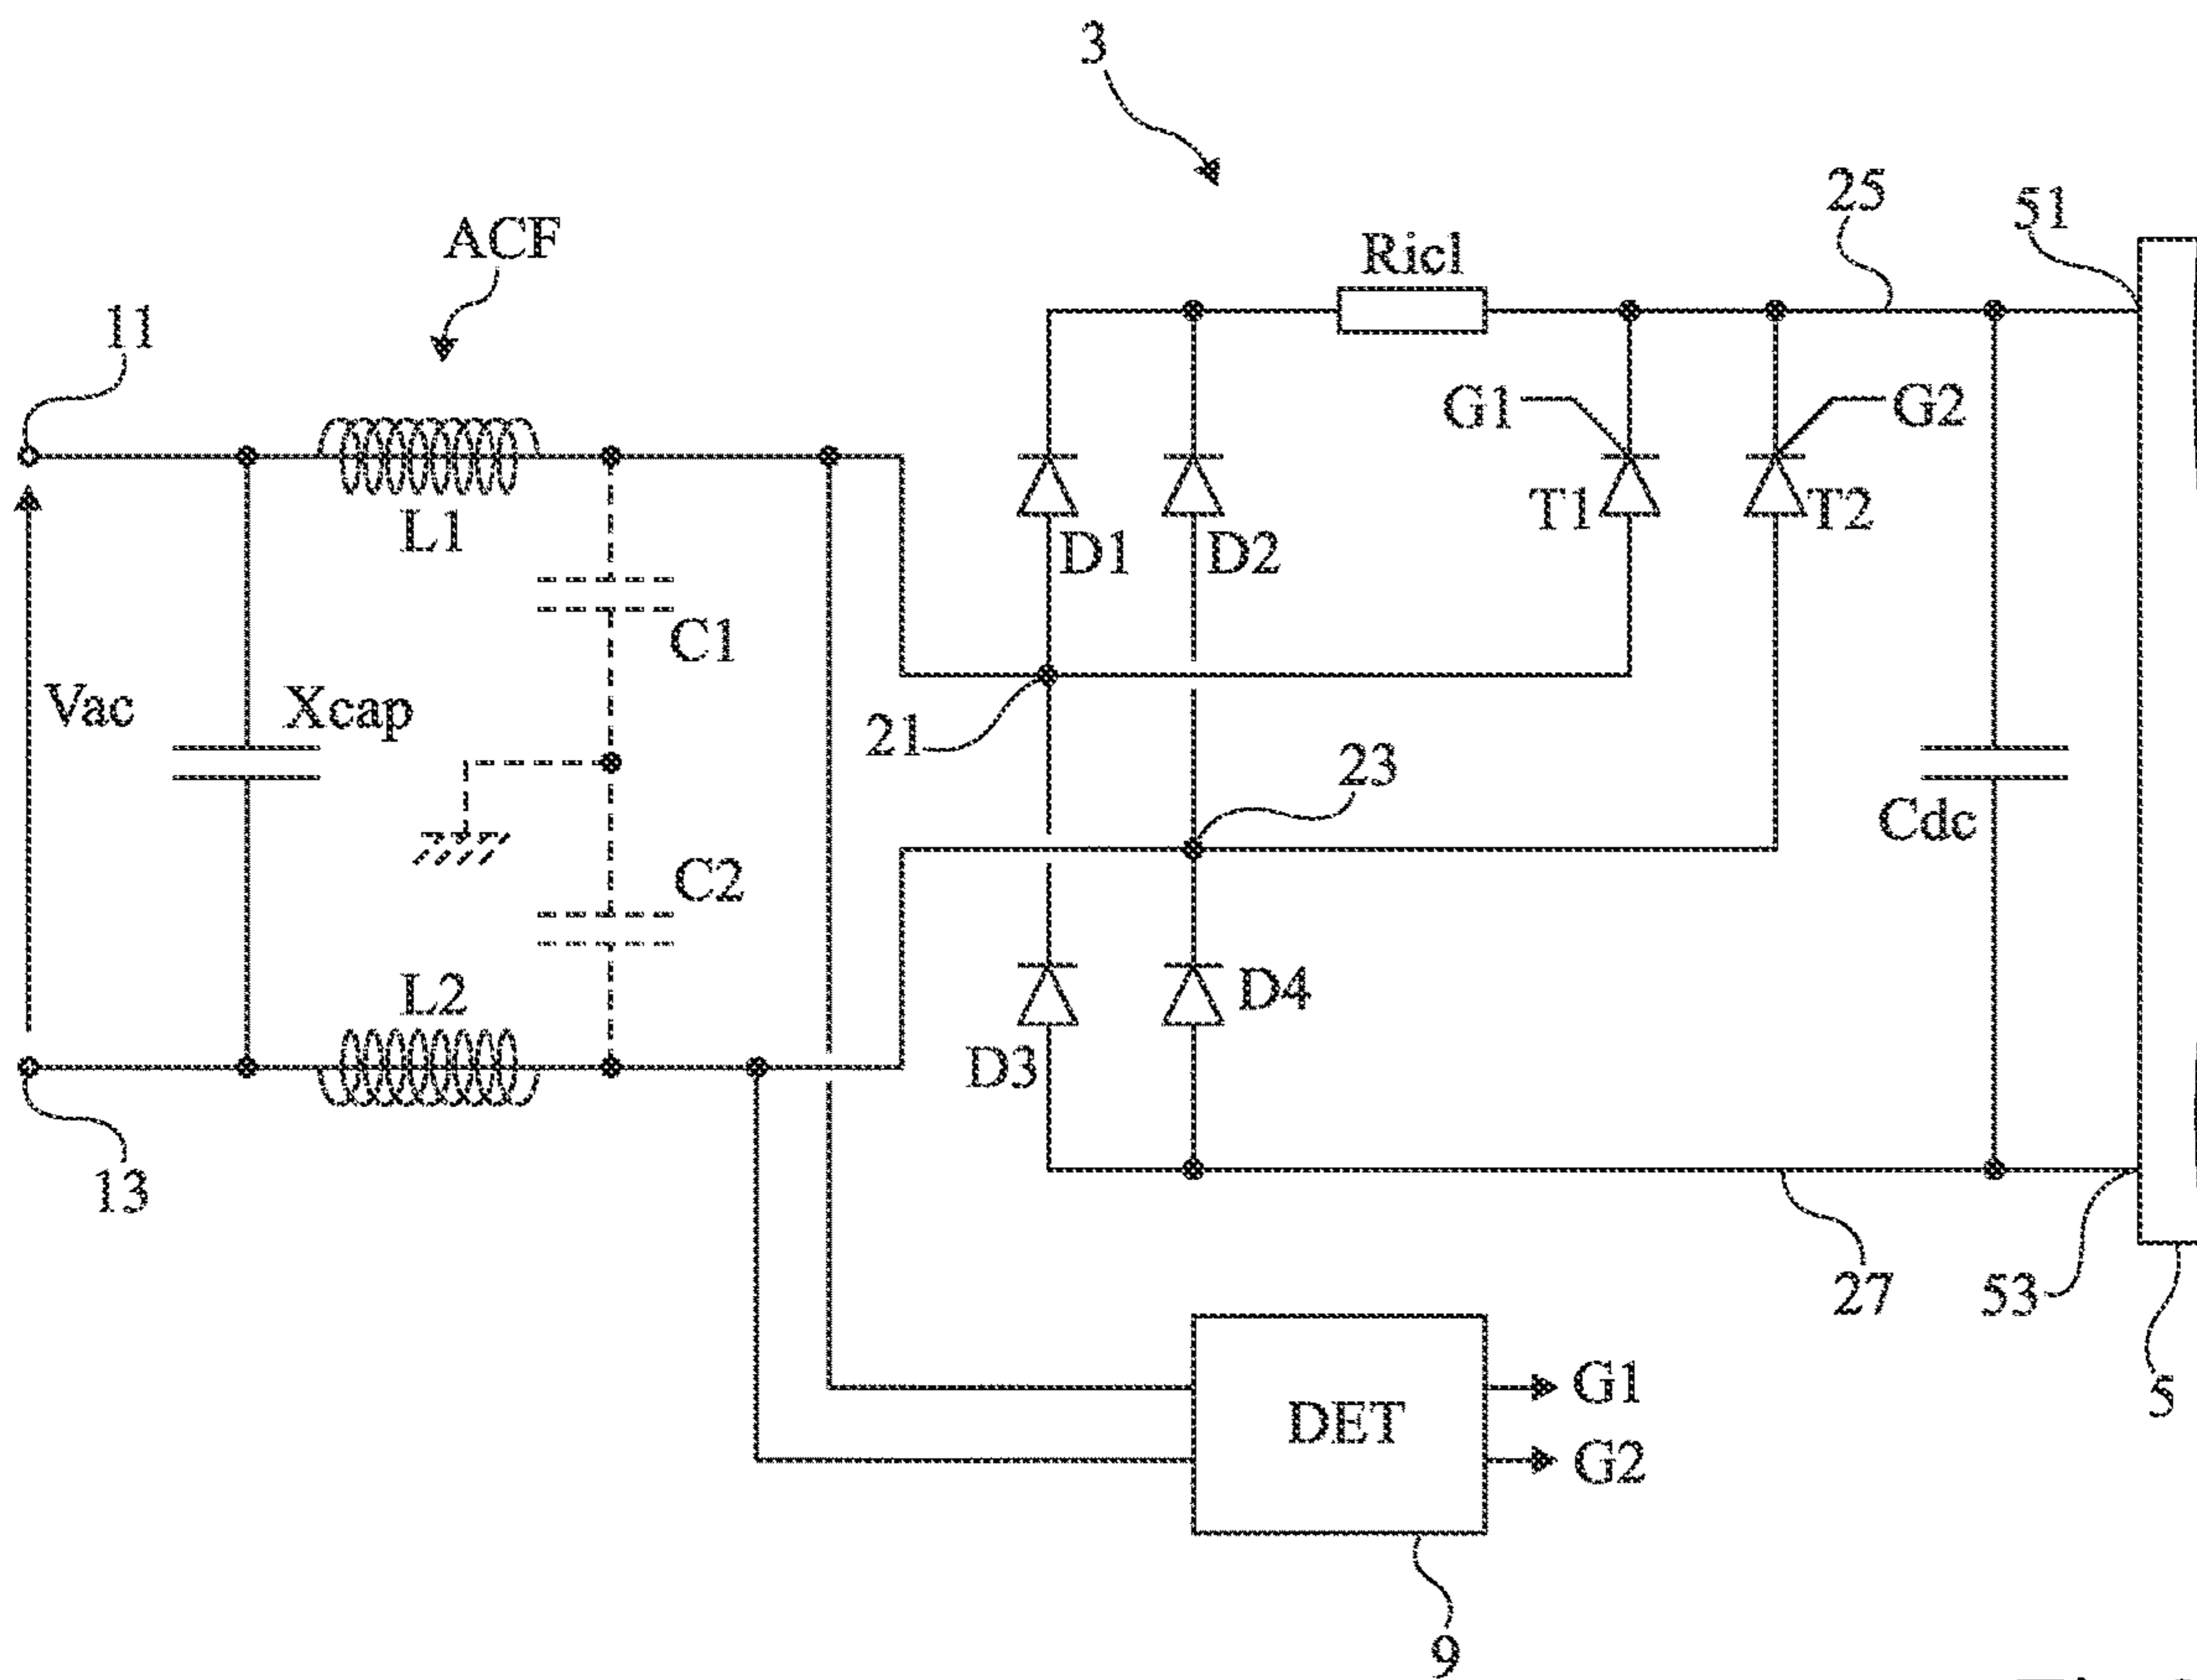 3
ACF
Ricl
25
51
11
G1
G2
L1
D1
D2
T1
T2
C1
Vac
Xcap
21
23
Cdc
C2
L2
D4
D3
13
27
53
G1
DET
G2
5
9